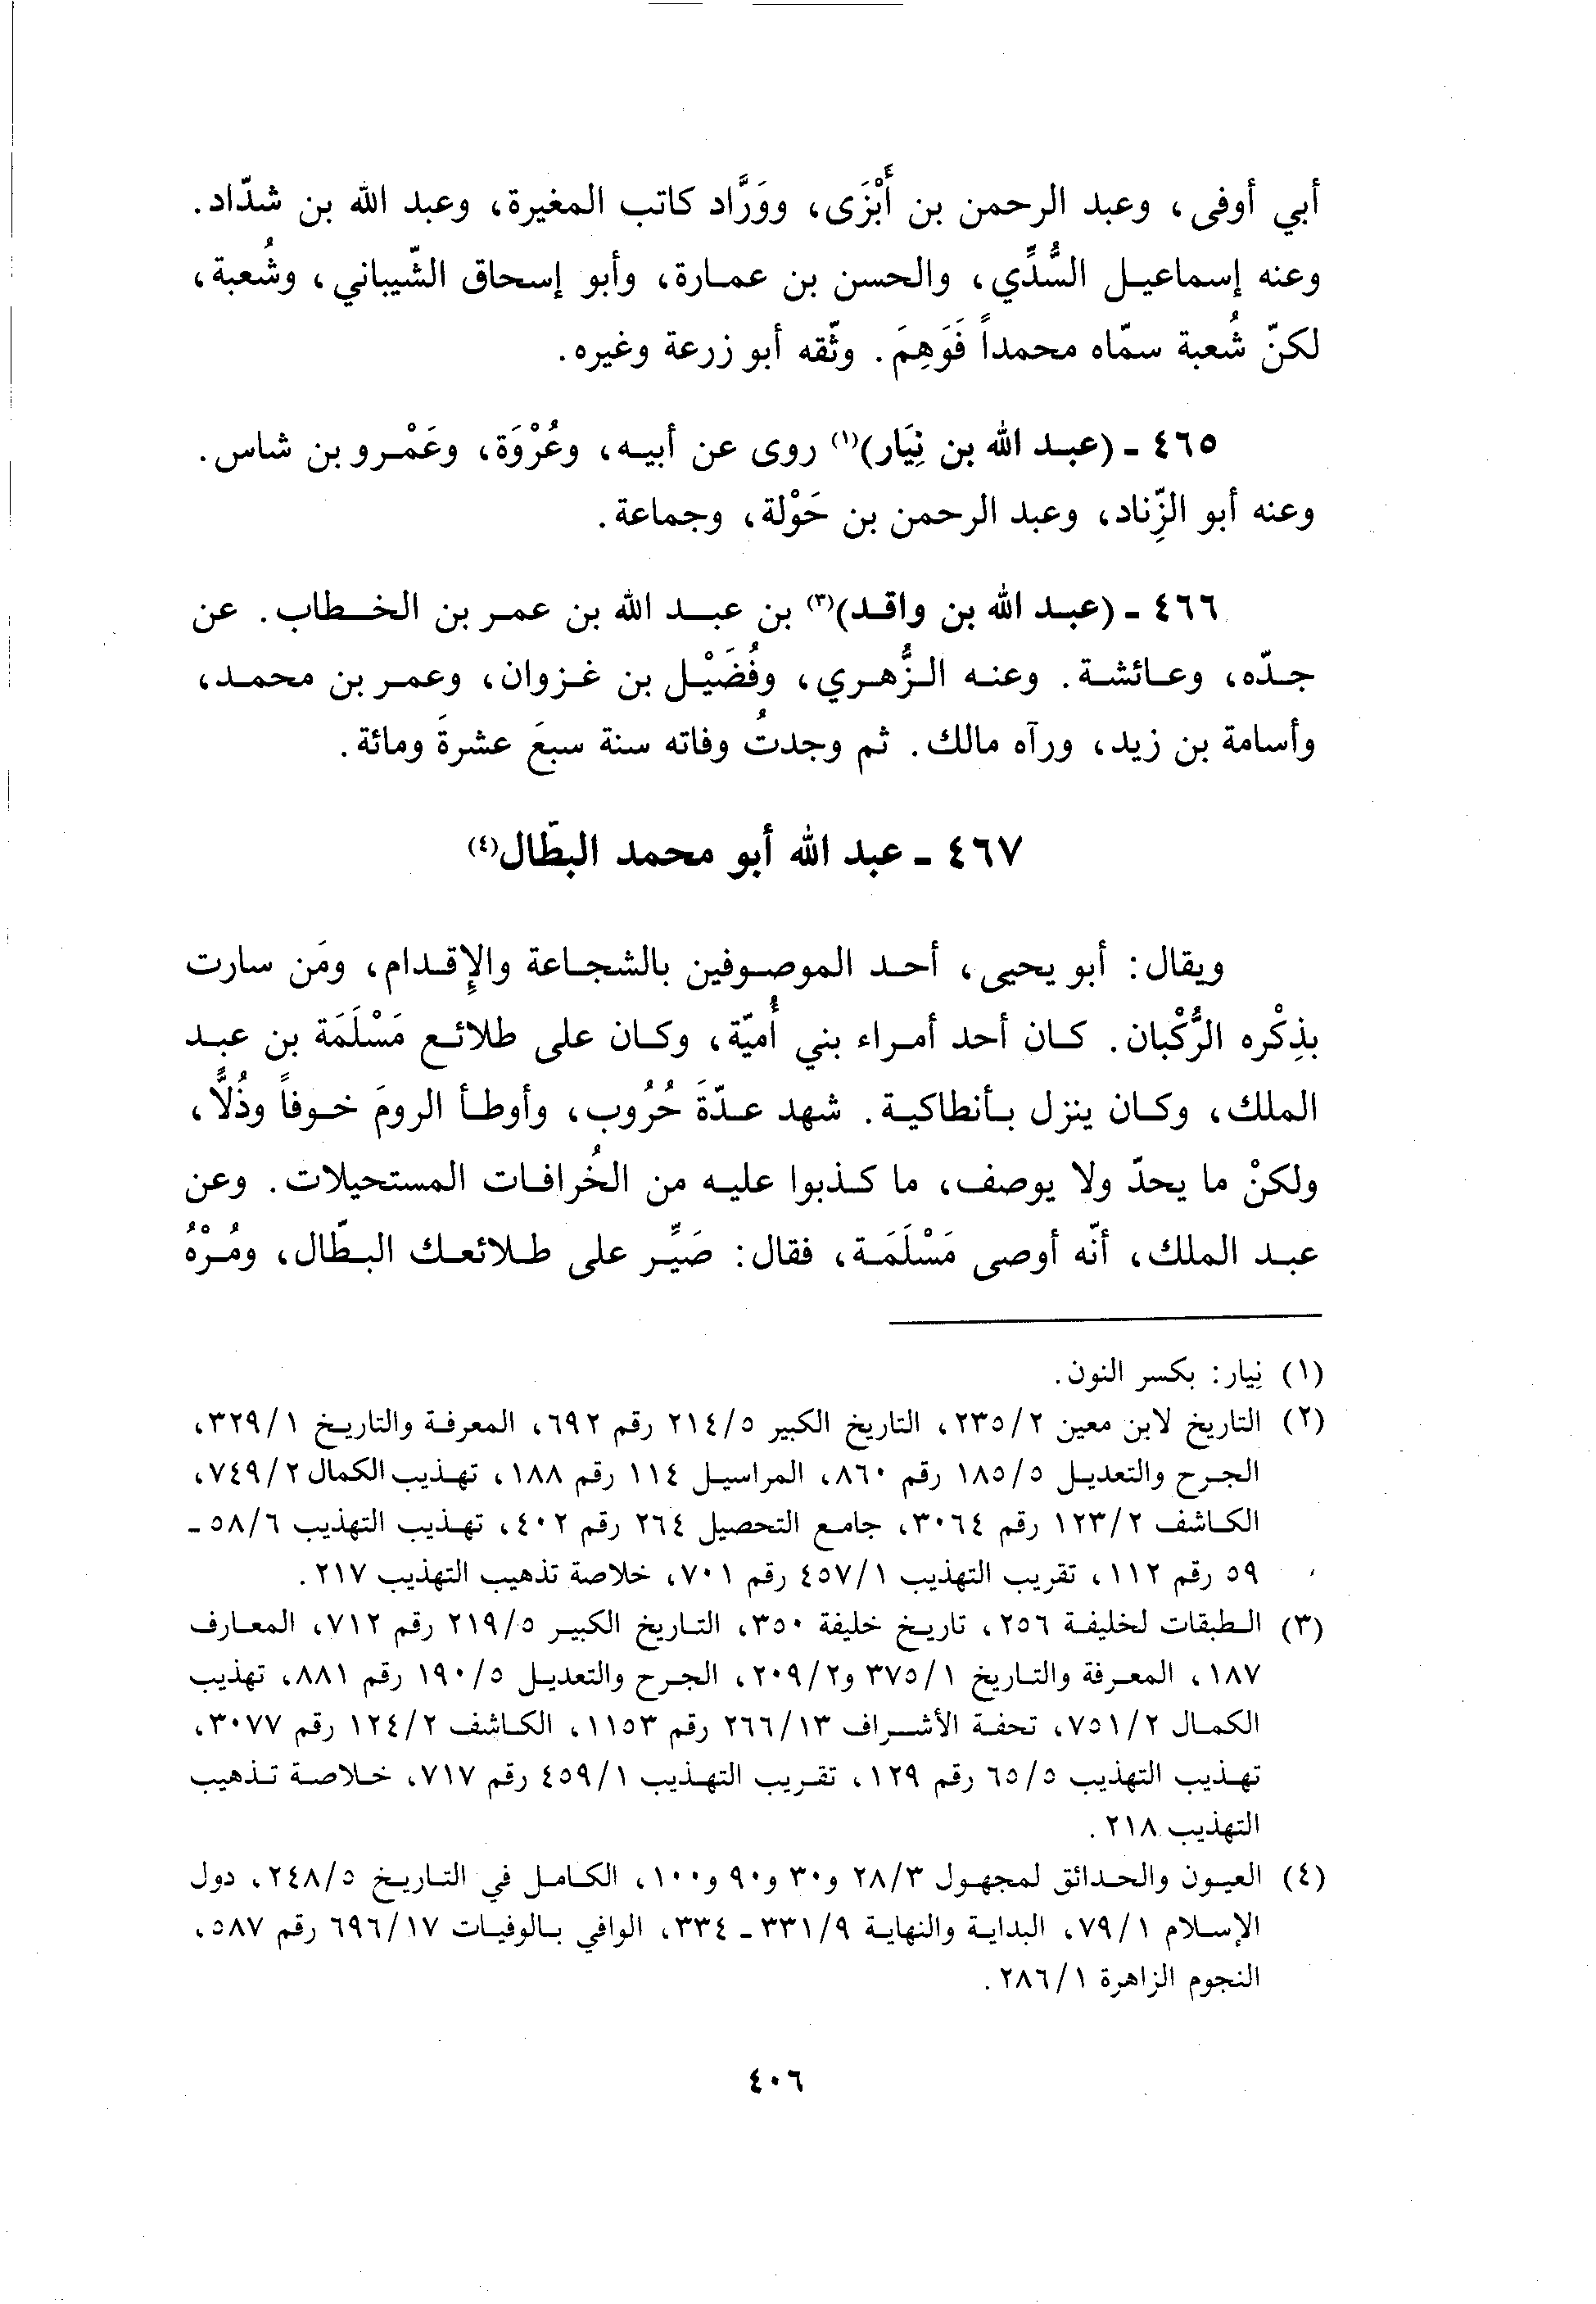 أبي أوفى، وعبد الرحمن بن أَبْزَى، ووَرَّاد كاتب المغيرة، وعبد الله بن شدّاد.
وعنه إسماعيل السُّدِّي، والحسن بن عمارة، وأبو إسحاق الشّيباني، وشُعبة،
لكنّ شُعبة سمّاه محمداً فَوَهِمَ. وثّقه أبو زرعة وغيره.
٤٦٥ ـ (عبد الله بن نِيَار)(١) روى عن أبيه، وعُرْوَة، وعَمْرو بن شاس.
وعنه أبو الزِّناد، وعبد الرحمن بن حَوْلة، وجماعة.
٤٦٦ ـ (عبد الله بن واقد)(٣) بن عبد الله بن عمر بن الخطاب. عن
جدّه، وعائشة. وعنه الزُّهري، وفُضَيْل بن غزوان، وعمر بن محمد،
وأسامة بن زيد، ورآه مالك. ثم وجدتُ وفاته سنة سبعَ عشرةَ ومائة.
٤٦٧ ـ عبد الله أبو محمد البطّال(٤)
ويقال: أبو يحيى، أحد الموصوفين بالشجاعة والإِقدام، ومَن سارت
بذِكْره الرُّكْبان. كان أحد أمراء بني أُميّة، وكان على طلائع مَسْلَمَة بن عبد
الملك، وكان ينزل بأنطاكية. شهد عدّةَ حُرُوب، وأوطأ الرومَ خوفاً وذُلًّا،
ولكنْ ما يحدّ ولا يوصف، ما كذبوا عليه من الخُرافات المستحيلات. وعن
عبد الملك، أنّه أوصى مَسْلَمَة، فقال: صَيِّر على طلائعك البطّال، ومُرْهُ
(١) نِيار: بكسر النون.
(٢) التاريخ لابن معين ٢/ ٢٣٥، التاريخ الكبير ٥/ ٢١٤ رقم ٦٩٢، المعرفة والتاريخ ١/ ٣٢٩،
الجرح والتعديل ٥/ ١٨٥ رقم ٨٦٠، المراسيل ١١٤ رقم ١٨٨، تهذيب الكمال ٢/ ٧٤٩،
الكاشف ٢/ ١٢٣ رقم ٣٠٦٤، جامع التحصيل ٢٦٤ رقم ٤٠٢، تهذيب التهذيب ٦/ ٥٨ ـ
٥٩ رقم ١١٢، تقريب التهذيب ١/ ٤٥٧ رقم ٧٠١، خلاصة تذهيب التهذيب ٢١٧.
(٣) الطبقات لخليفة ٢٥٦، تاريخ خليفة ٣٥٠، التاريخ الكبير ٥/ ٢١٩ رقم ٧١٢، المعارف
١٨٧، المعرفة والتاريخ ١/ ٣٧٥ و٢/ ٢٠٩، الجرح والتعديل ٥/ ١٩٠ رقم ٨٨١، تهذيب
الكمال ٢/ ٧٥١، تحفة الأشراف ١٣/ ٢٦٦ رقم ١١٥٣، الكاشف ٢/ ١٢٤ رقم ٣٠٧٧،
تهذيب التهذيب ٥/ ٦٥ رقم ١٢٩، تقريب التهذيب ١/ ٤٥٩ رقم ٧١٧، خلاصة تذهيب
التهذيب ٢١٨.
(٤) العيون والحدائق لمجهول ٣/ ٢٨ و٣٠ و٩٠ و١٠٠، الكامل في التاريخ ٥/ ٢٤٨، دول
الإسلام ١/ ٧٩، البداية والنهاية ٩/ ٣٣١ ـ ٣٣٤، الوافي بالوفيات ١٧/ ٦٩٦ رقم ٥٨٧،
النجوم الزاهرة ١/ ٢٨٦.
٤٠٦